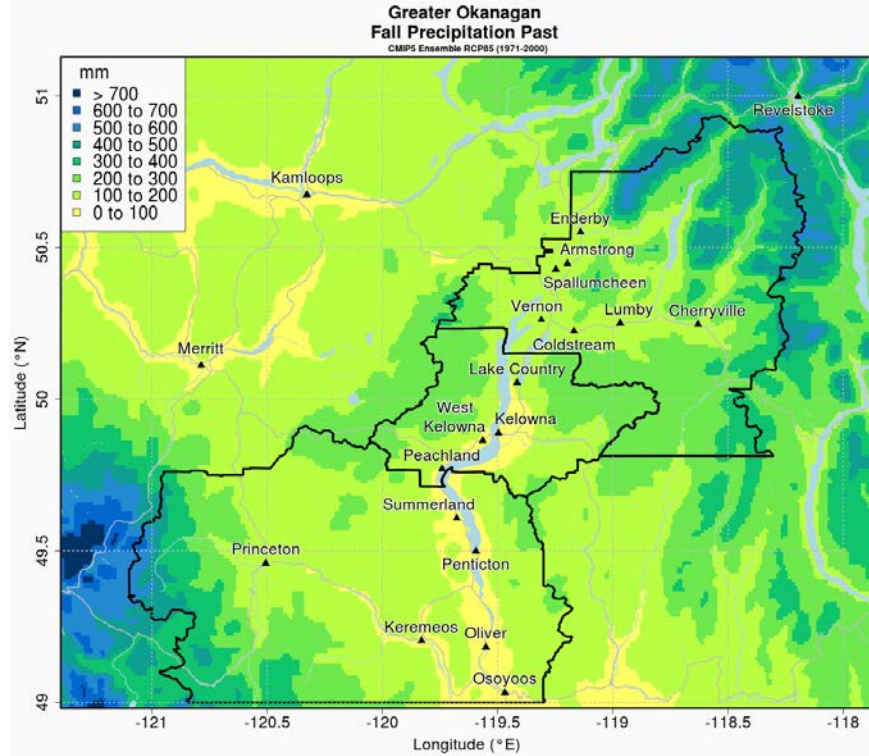 Greater Okanagan
Fall Precipitation Past
CMIP5 Ensemble RCP85 (1971-2000)
mm
> 700
600 to 700
500 to 600
400 to 500
300 to 400
200 to 300
100 to 200
0 to 100
51
50.5
50
49.5
49
Latitude (°N)
Revelstoke
Kamloops
Enderby
Armstrong
Spallumcheen
Vernon
Lumby
Cherryville
Coldstream
Merritt
Lake Country
West
Kelowna
Kelowna
Peachland
Summerland
Princeton
Penticton
Keremeos
Oliver
Osoyoos
-121
-120.5
-120
-119.5
-119
-118.5
-118
Longitude (°E)